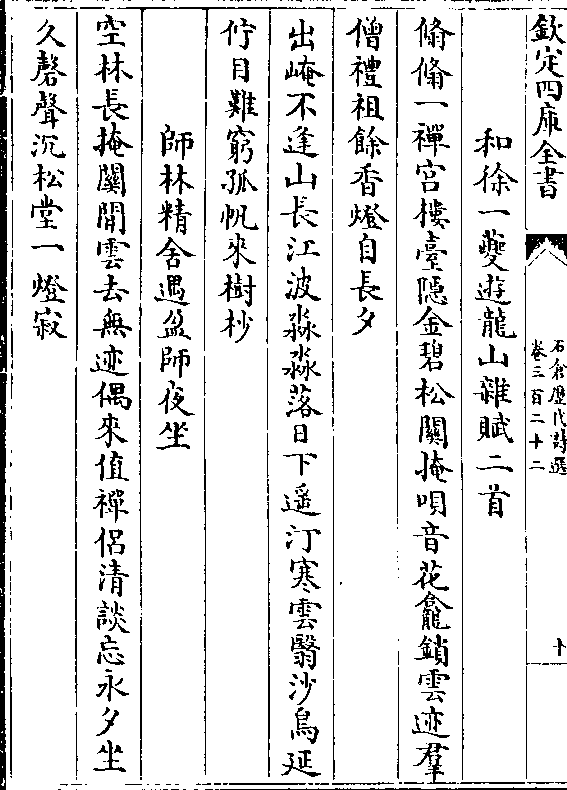 欽定四庫全書
石倉歷代詩選
卷三百二十二
十
和徐一夔遊龍山雜賦二首
翛翛一禪宫樓臺隠金碧松關掩唄音花龕鎖雲迹羣
僧禮祖餘香燈自長夕
出崦不逢山長江波淼淼落日下遥汀寒雲翳沙鳥延
佇目難窮孤帆來樹杪
師林精舍遇盈師夜坐
空林長掩關閒雲去無迹偶來值禪侣清談忘永夕坐
久磬聲沉松堂一燈寂